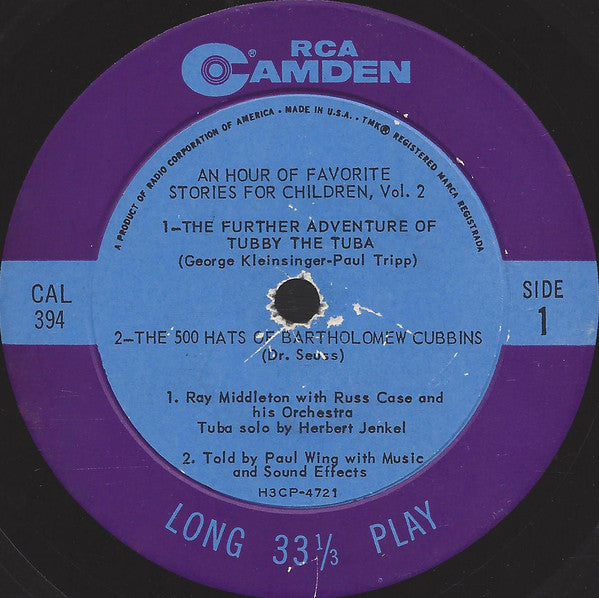 RCA
CAMDEN®
A PRODUCT OF RADIO CORPORATION OF AMERICA - MADE IN U.S.A. - TMK® REGISTERED MARCA REGISTRADA
AN HOUR OF FAVORITE
STORIES FOR CHILDREN, Vol. 2
1-THE FURTHER ADVENTURE OF
TUBBY THE TUBA
(George Kleinsinger-Paul Tripp)
CAL
394
SIDE
1
2-THE 500 HATS OF BARTHOLOMEW CUBBINS
(Dr. Seuss)
1. Ray Middleton with Russ Case and
his Orchestra
Tuba solo by Herbert Jenkel
2. Told by Paul Wing with Music
and Sound Effects
H3CP-4721
LONG 33⅓ PLAY